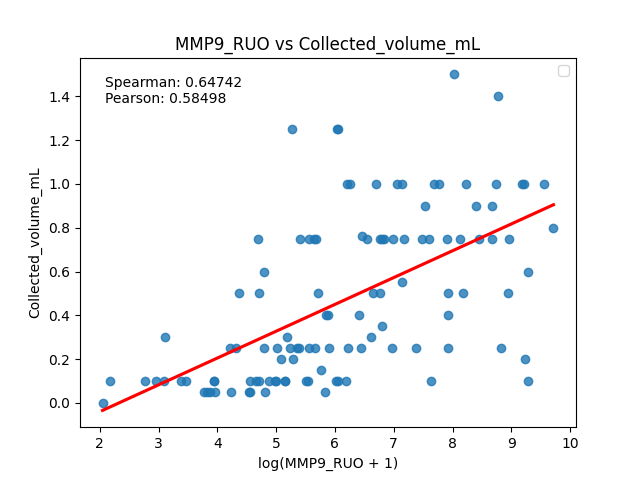 MMP9_RUO vs Collected_volume_mL
Spearman: 0.64742
Pearson: 0.58498
Collected_volume_mL
1.4
1.2
1.0
0.8
0.6
0.4
0.2
0.0
2 3 4 5 6 7 8 9 10
log(MMP9_RUO + 1)